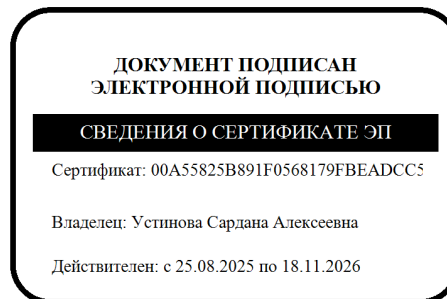 ДОКУМЕНТ ПОДПИСАН
ЭЛЕКТРОННОЙ ПОДПИСЬЮ
СВЕДЕНИЯ О СЕРТИФИКАТЕ ЭП
Сертификат: 00A55825B891F0568179FBEADCC5
Владелец: Устинова Сардана Алексеевна
Действителен: с 25.08.2025 по 18.11.2026